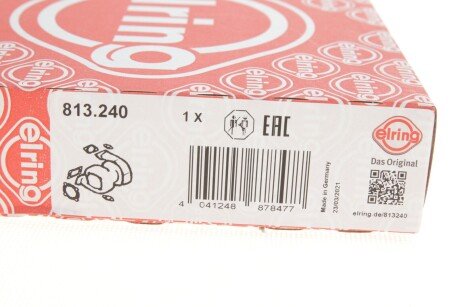 elring
813.240
1 X
EAC
elring
elring
Das Original
Made in Germany
23/03/2021
4 041248 878477
elring.de/813240